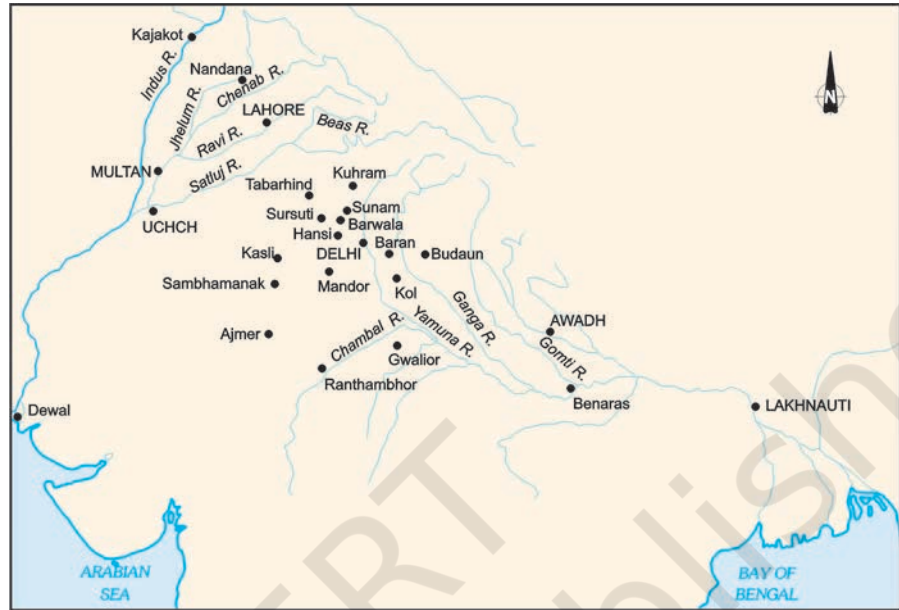 Kajakot
Indus R.
Nandana
Jhelum R.
Chenab R.
LAHORE
Ravi R.
Beas R.
MULTAN
Satluj R.
Kuhram
Tabarhind
Sunam
UCHCH
Sursuti
Barwala
Hansi
Baran
Kasli
DELHI
Budaun
Sambhamanak
Mandor
Kol
Ganga R.
AWADH
Ajmer
Chambal R.
Yamuna R.
Gomti R.
Gwalior
Ranthambhor
Benaras
Dewal
LAKHNAUTI
ARABIAN
SEA
BAY OF
BENGAL
N